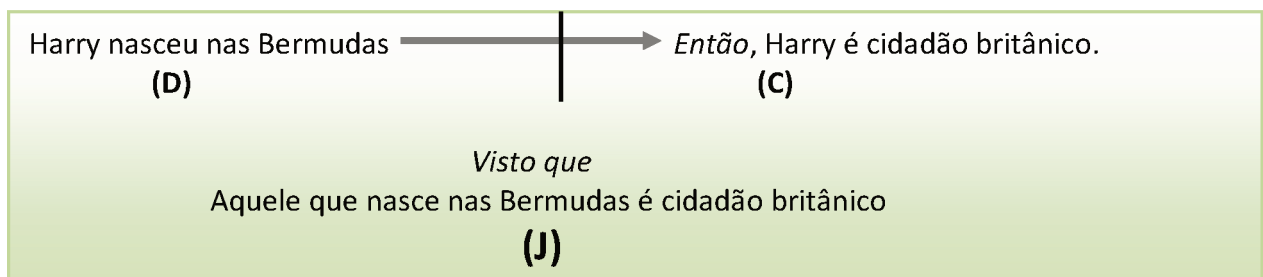 Harry nasceu nas Bermudas Então, Harry é cidadão britânico.
(D) (C)
Visto que
Aquele que nasce nas Bermudas é cidadão britânico
(J)